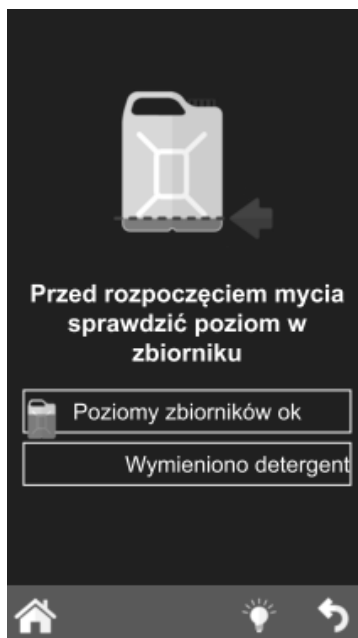 Przed rozpoczęciem mycia
sprawdzić poziom w
zbiorniku
Poziomy zbiorników ok
Wymieniono detergent